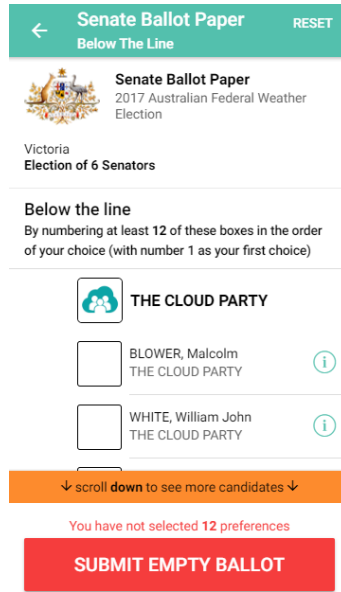 Senate Ballot Paper
RESET
Below The Line
Senate Ballot Paper
2017 Australian Federal Weather
Election
Victoria
Election of 6 Senators
Below the line
By numbering at least 12 of these boxes in the order
of your choice (with number 1 as your first choice)
THE CLOUD PARTY
BLOWER, Malcolm
THE CLOUD PARTY
WHITE, William John
THE CLOUD PARTY
↓ scroll down to see more candidates ↓
You have not selected 12 preferences
SUBMIT EMPTY BALLOT